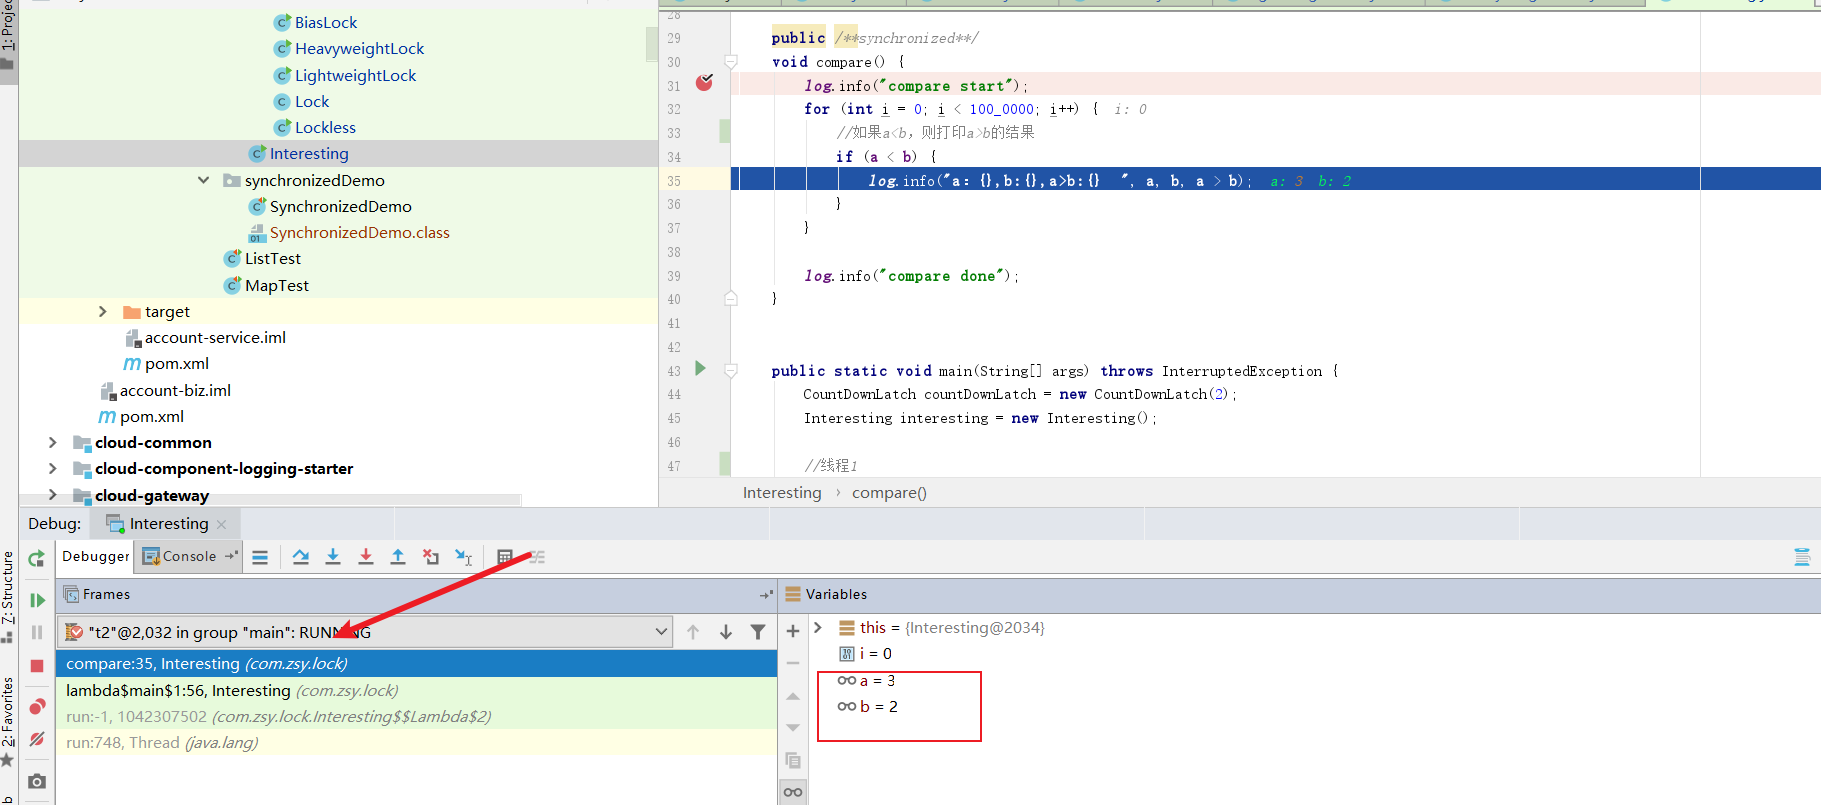 1: Project
BiasLock
HeavyweightLock
LightweightLock
Lock
Lockless
Interesting
synchronizedDemo
SynchronizedDemo
SynchronizedDemo.class
ListTest
MapTest
target
account-service.iml
pom.xml
account-biz.iml
pom.xml
cloud-common
cloud-component-logging-starter
cloud-gateway
28
29 public /**synchronized**/
30 void compare() {
31 log.info("compare start");
32 for (int i = 0; i < 100_0000; i++) { i: 0
33 //如果a<b，则打印a>b的结果
34 if (a < b) {
35 log.info("a：{},b：{},a>b：{}  ", a, b, a > b); a: 3 b: 2
36 }
37 }
38
39 log.info("compare done");
40 }
41
42
43 public static void main(String[] args) throws InterruptedException {
44 CountDownLatch countDownLatch = new CountDownLatch(2);
45 Interesting interesting = new Interesting();
46
47 //线程1
Interesting › compare()
Debug: Interesting
Debugger Console
Frames
"t2"@2,032 in group "main": RUNNING
compare:35, Interesting (com.zsy.lock)
lambda$main$1:56, Interesting (com.zsy.lock)
run:-1, 1042307502 (com.zsy.lock.Interesting$$Lambda$2)
run:748, Thread (java.lang)
Variables
this = {Interesting@2034}
i = 0
a = 3
b = 2
7: Structure
2: Favorites